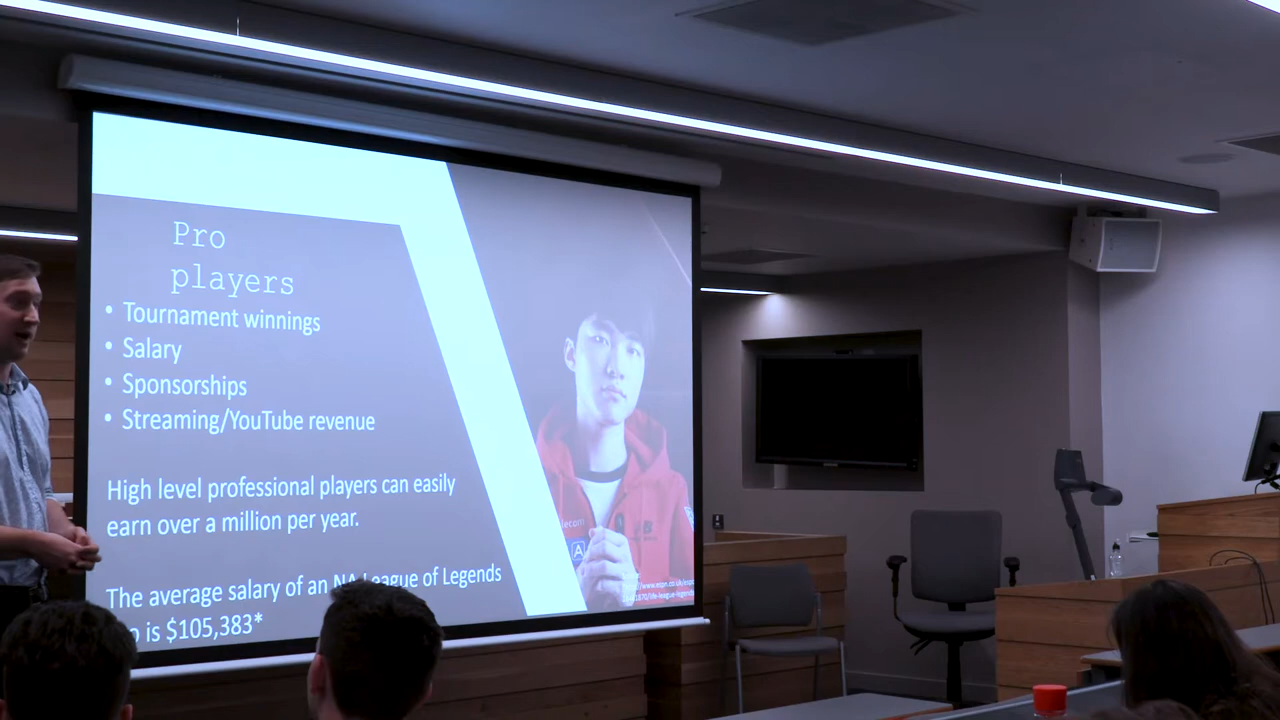 Pro
players
• Tournament winnings
• Salary
• Sponsorships
• Streaming/YouTube revenue
High level professional players can easily
earn over a million per year.
The average salary of an NA League of Legends
is $105,383*
lecom
A